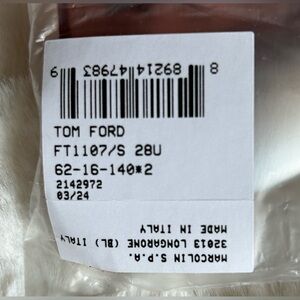 8 89214 47983 9
TOM FORD
FT1107/S 28U
62-16-140*2
2142972
03/24
MARCOLIN S.P.A.
32013 LONGRONE (BL) ITALY
MADE IN ITALY